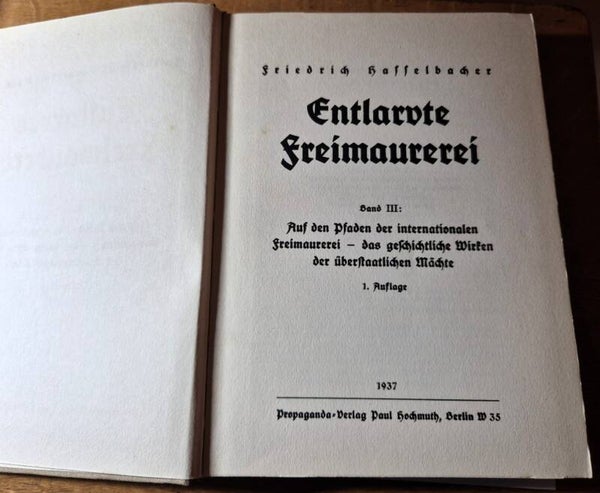 Friedrich Hasselbacher
Entlarvte
Freimaurerei
Band III:
Auf den Pfaden der internationalen
Freimaurerei – das geschichtliche Wirken
der überstaatlichen Mächte
1. Auflage
1937
Propaganda-Verlag Paul Hochmuth, Berlin W 35